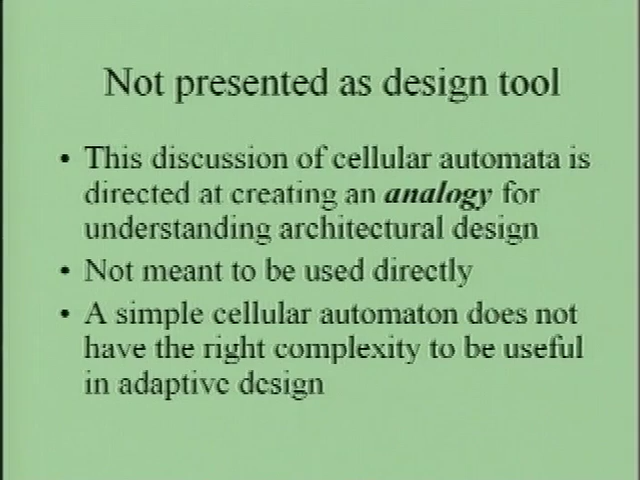 Not presented as design tool
• This discussion of cellular automata is
directed at creating an analogy for
understanding architectural design
• Not meant to be used directly
• A simple cellular automaton does not
have the right complexity to be useful
in adaptive design